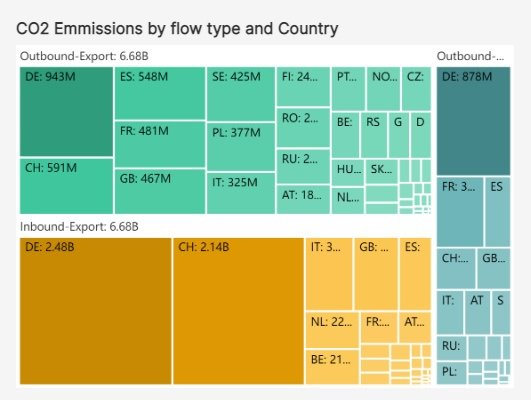 CO2 Emmissions by flow type and Country
Outbound-Export: 6.68B
DE: 943M
CH: 591M
ES: 548M
FR: 481M
GB: 467M
SE: 425M
PL: 377M
IT: 325M
FI: 24...
RO: 2...
RU: 2...
AT: 18...
PT...
NO...
CZ:
BE:
RS
G
D
HU...
SK...
NL...
Inbound-Export: 6.68B
DE: 2.48B
CH: 2.14B
IT: 3...
GB: ...
ES:
NL: 22...
FR:...
AT...
BE: 21...
Outbound-...
DE: 878M
FR: 3...
ES
CH:...
GB...
IT:
AT
S
RU:
PL: